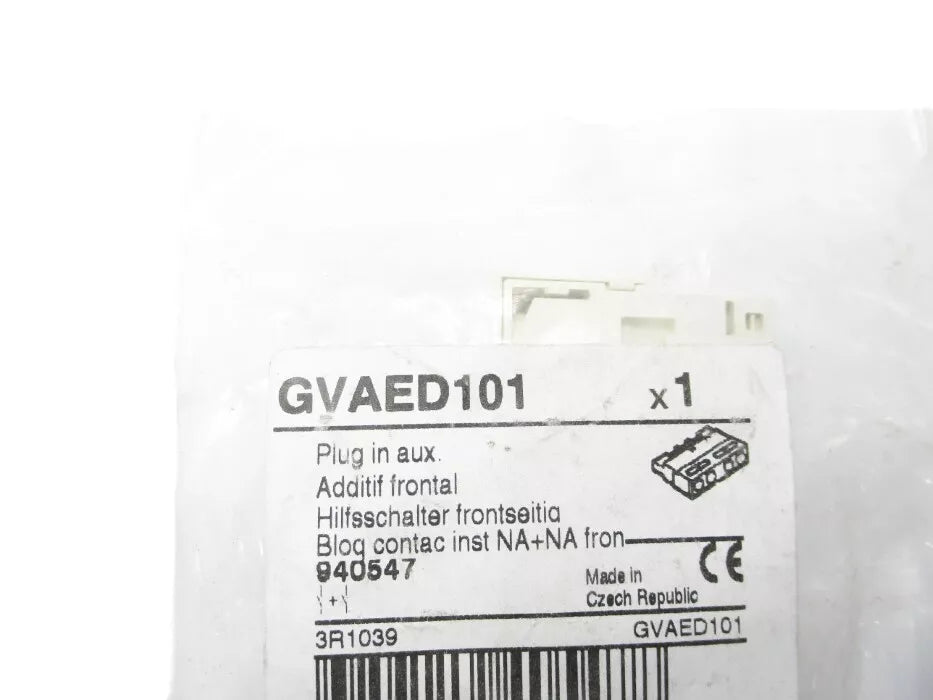 GVAED101 x1
Plug in aux.
Additif frontal
Hilfsschalter frontseitig
Bloq contac inst NA+NA fron
940547
Made in
Czech Republic
CE
+
3R1039 GVAED101